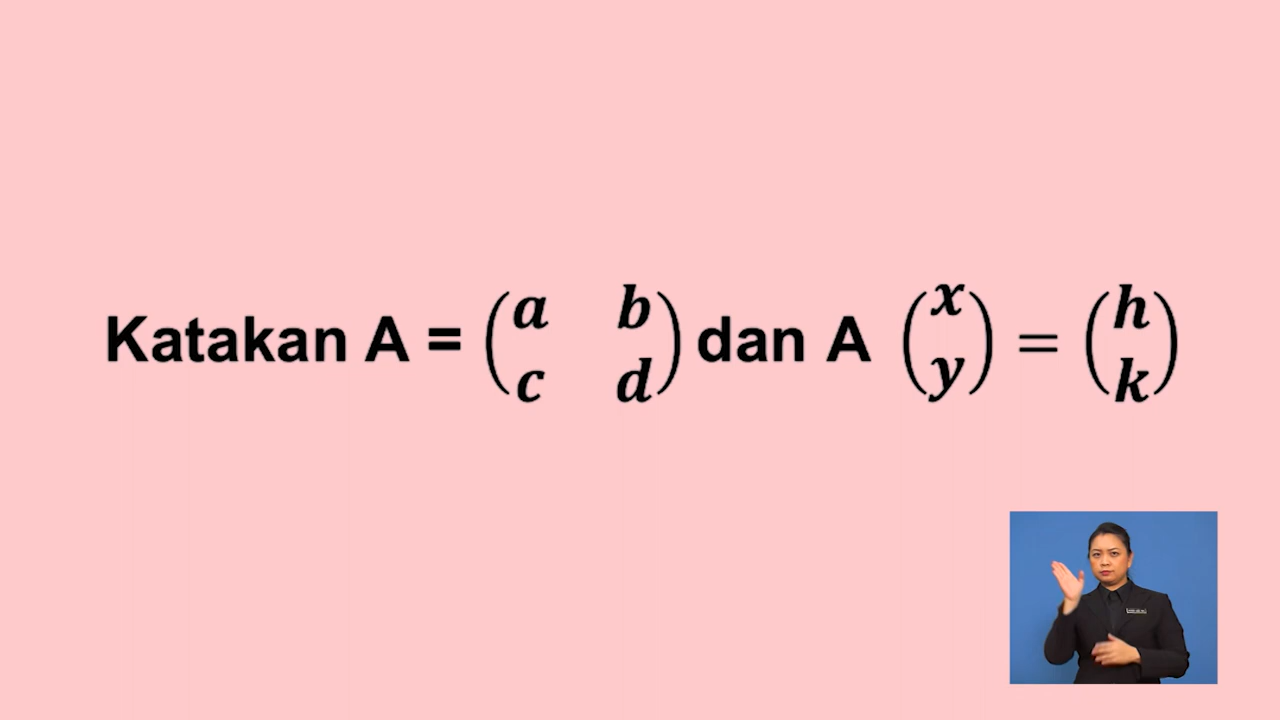 Katakan A = (a b c d) dan A (x y) = (h k)